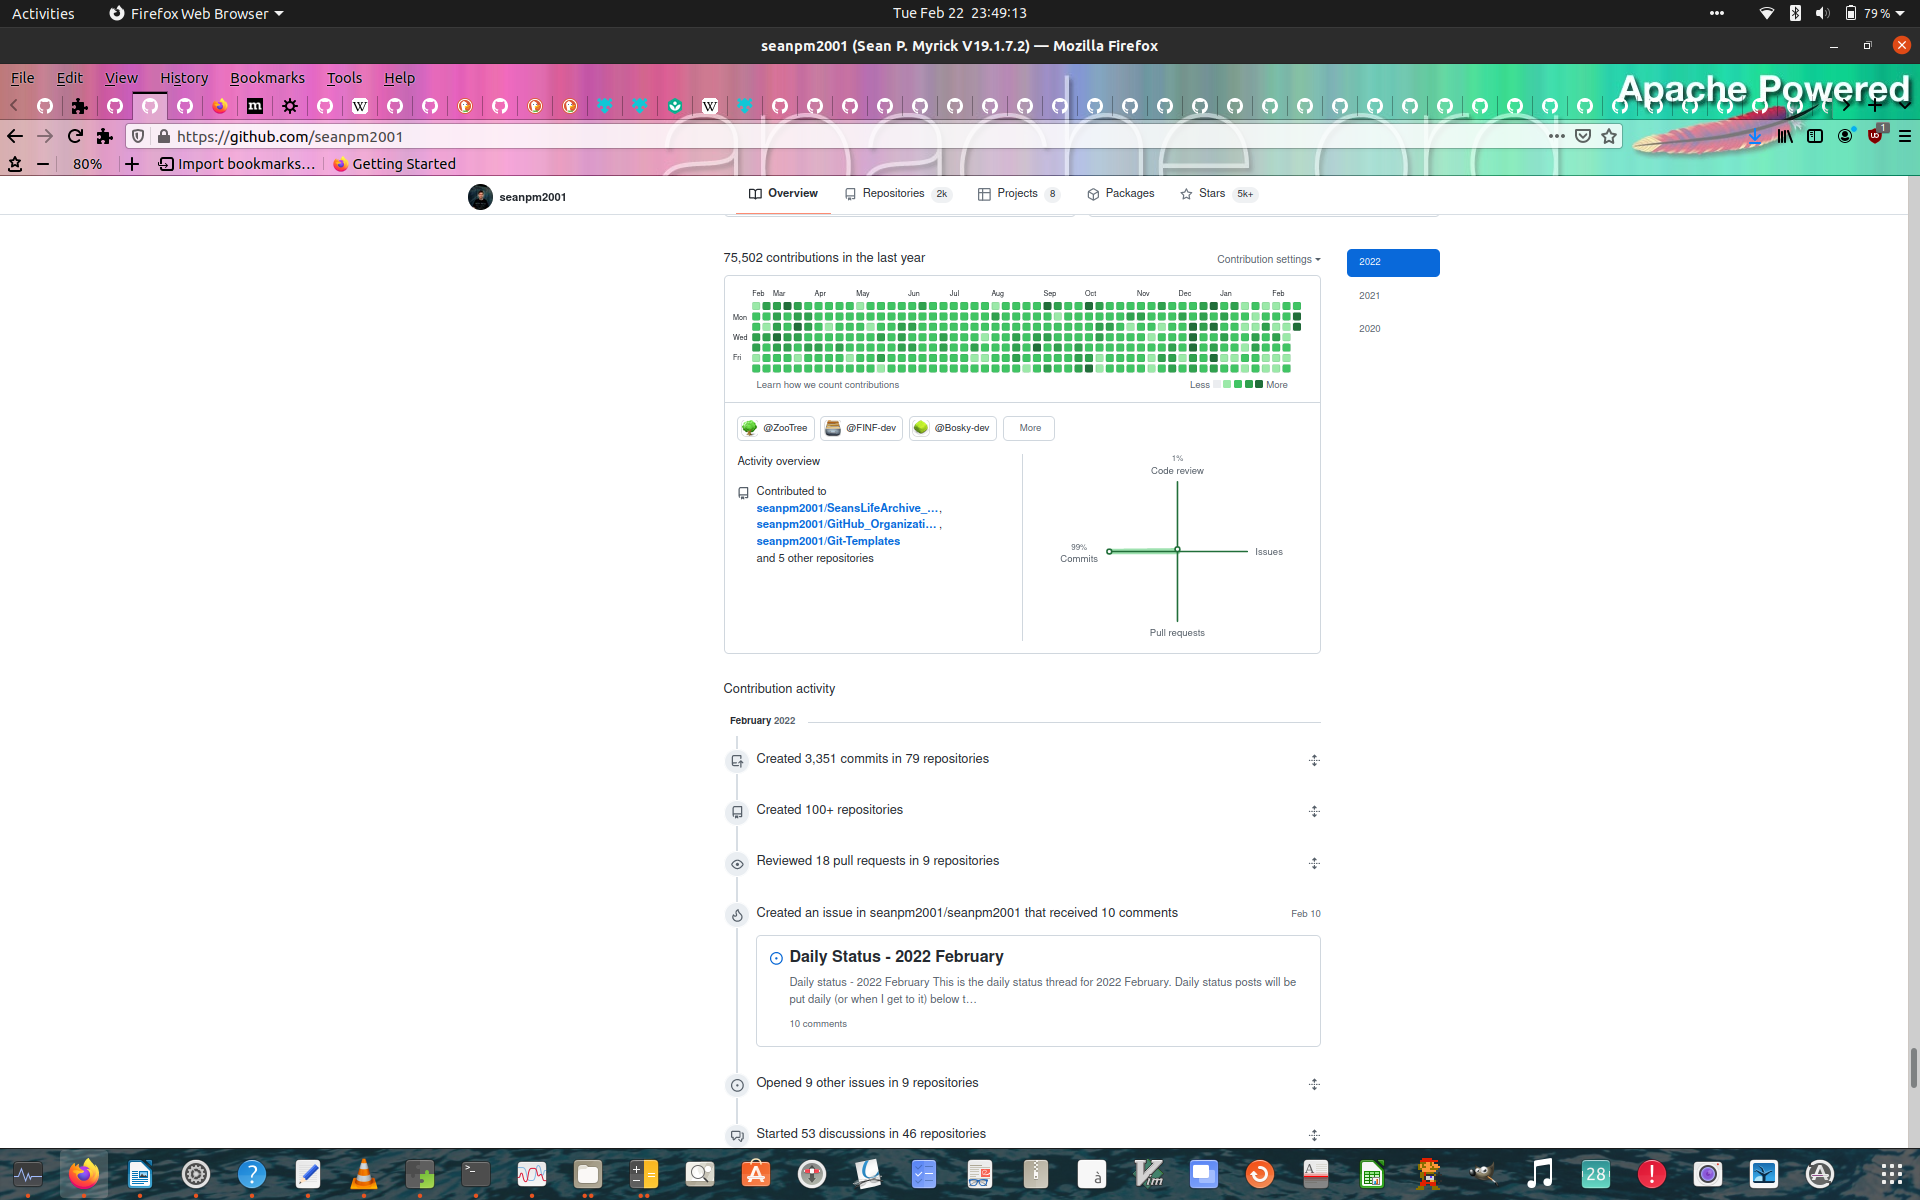 Activities
Firefox Web Browser
Tue Feb 22 23:49:13
79 %
seanpm2001 (Sean P. Myrick V19.1.7.2) — Mozilla Firefox
File Edit View History Bookmarks Tools Help
Apache Powered
https://github.com/seanpm2001
80%
Import bookmarks...
Getting Started
apache.org
seanpm2001
Overview
Repositories 2k
Projects 8
Packages
Stars 5k+
75,502 contributions in the last year
Contribution settings
2022
2021
2020
Feb Mar Apr May Jun Jul Aug Sep Oct Nov Dec Jan Feb
Mon
Wed
Fri
Learn how we count contributions
Less More
@ZooTree
@FINF-dev
@Bosky-dev
More
Activity overview
Contributed to
seanpm2001/SeansLifeArchive_...,
seanpm2001/GitHub_Organizati... ,
seanpm2001/Git-Templates
and 5 other repositories
1%
Code review
99%
Commits
Issues
Pull requests
Contribution activity
February 2022
Created 3,351 commits in 79 repositories
Created 100+ repositories
Reviewed 18 pull requests in 9 repositories
Created an issue in seanpm2001/seanpm2001 that received 10 comments
Feb 10
Daily Status - 2022 February
Daily status - 2022 February This is the daily status thread for 2022 February. Daily status posts will be
put daily (or when I get to it) below t…
10 comments
Opened 9 other issues in 9 repositories
Started 53 discussions in 46 repositories
28